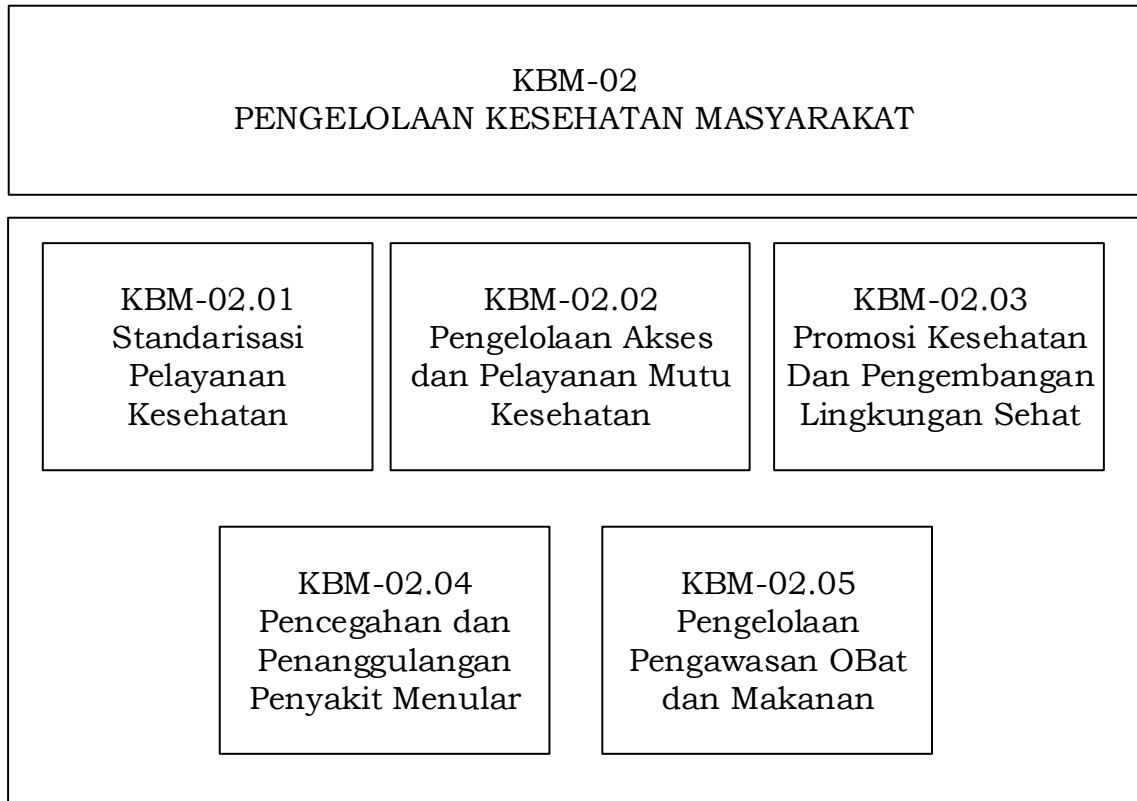 KBM-02
PENGELOLAAN KESEHATAN MASYARAKAT
KBM-02.01
Standarisasi
Pelayanan
Kesehatan
KBM-02.02
Pengelolaan Akses
dan Pelayanan Mutu
Kesehatan
KBM-02.03
Promosi Kesehatan
Dan Pengembangan
Lingkungan Sehat
KBM-02.04
Pencegahan dan
Penanggulangan
Penyakit Menular
KBM-02.05
Pengelolaan
Pengawasan OBat
dan Makanan